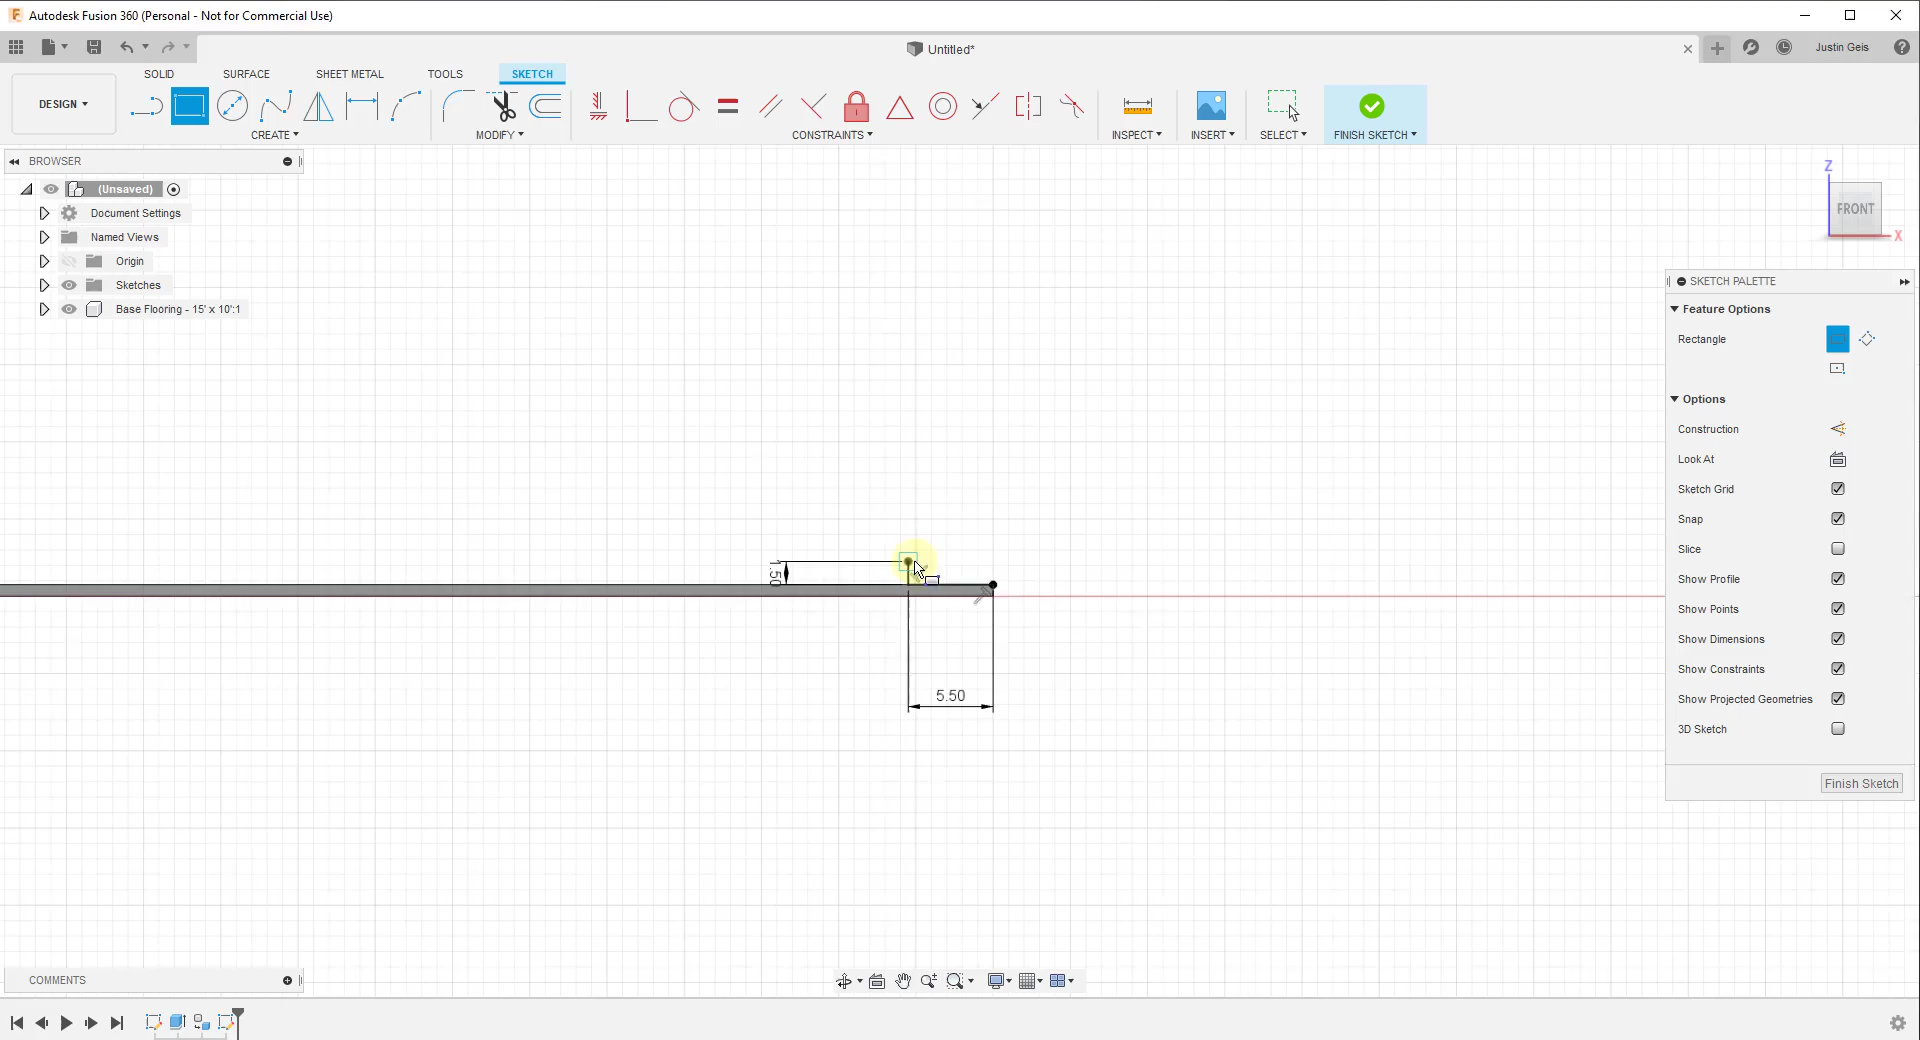 Autodesk Fusion 360 (Personal - Not for Commercial Use)
Untitled*
Justin Geis
SOLID
SURFACE
SHEET METAL
TOOLS
SKETCH
DESIGN
CREATE
MODIFY
CONSTRAINTS
INSPECT
INSERT
SELECT
FINISH SKETCH
BROWSER
(Unsaved)
Document Settings
Named Views
Origin
Sketches
Base Flooring - 15' x 10':1
Z
FRONT
X
SKETCH PALETTE
Feature Options
Rectangle
Options
Construction
Look At
Sketch Grid
Snap
Slice
Show Profile
Show Points
Show Dimensions
Show Constraints
Show Projected Geometries
3D Sketch
Finish Sketch
1.50
5.50
COMMENTS